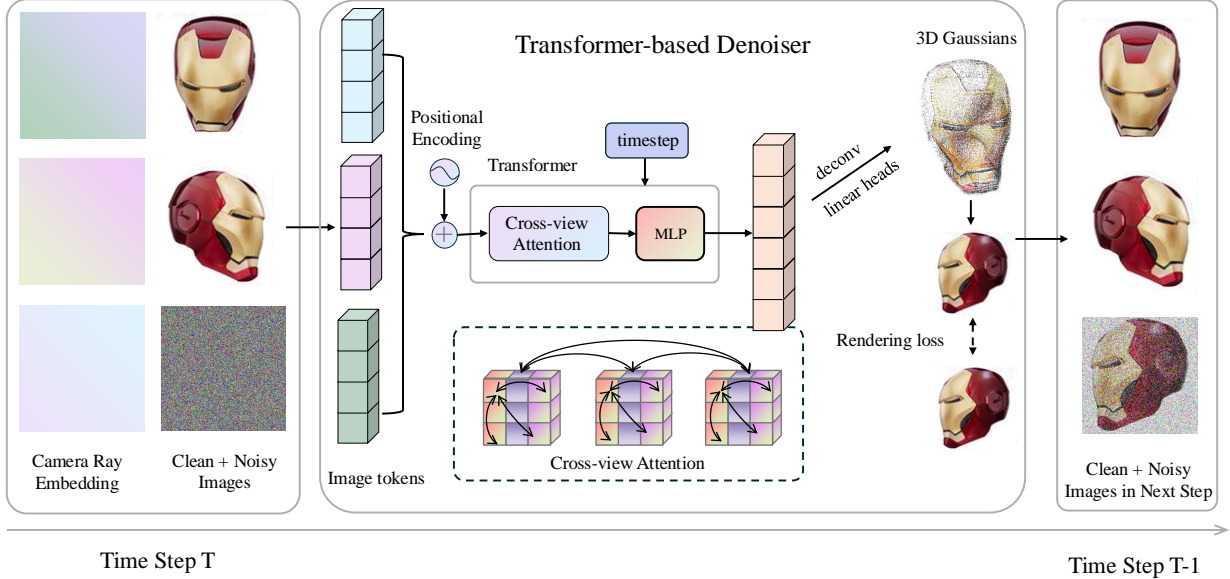 Transformer-based Denoiser
3D Gaussians
Positional
Encoding
Transformer
timestep
Cross-view
Attention
MLP
deconv
linear heads
Rendering loss
Cross-view Attention
Camera Ray
Embedding
Clean + Noisy
Images
Image tokens
Clean + Noisy
Images in Next Step
Time Step T
Time Step T-1